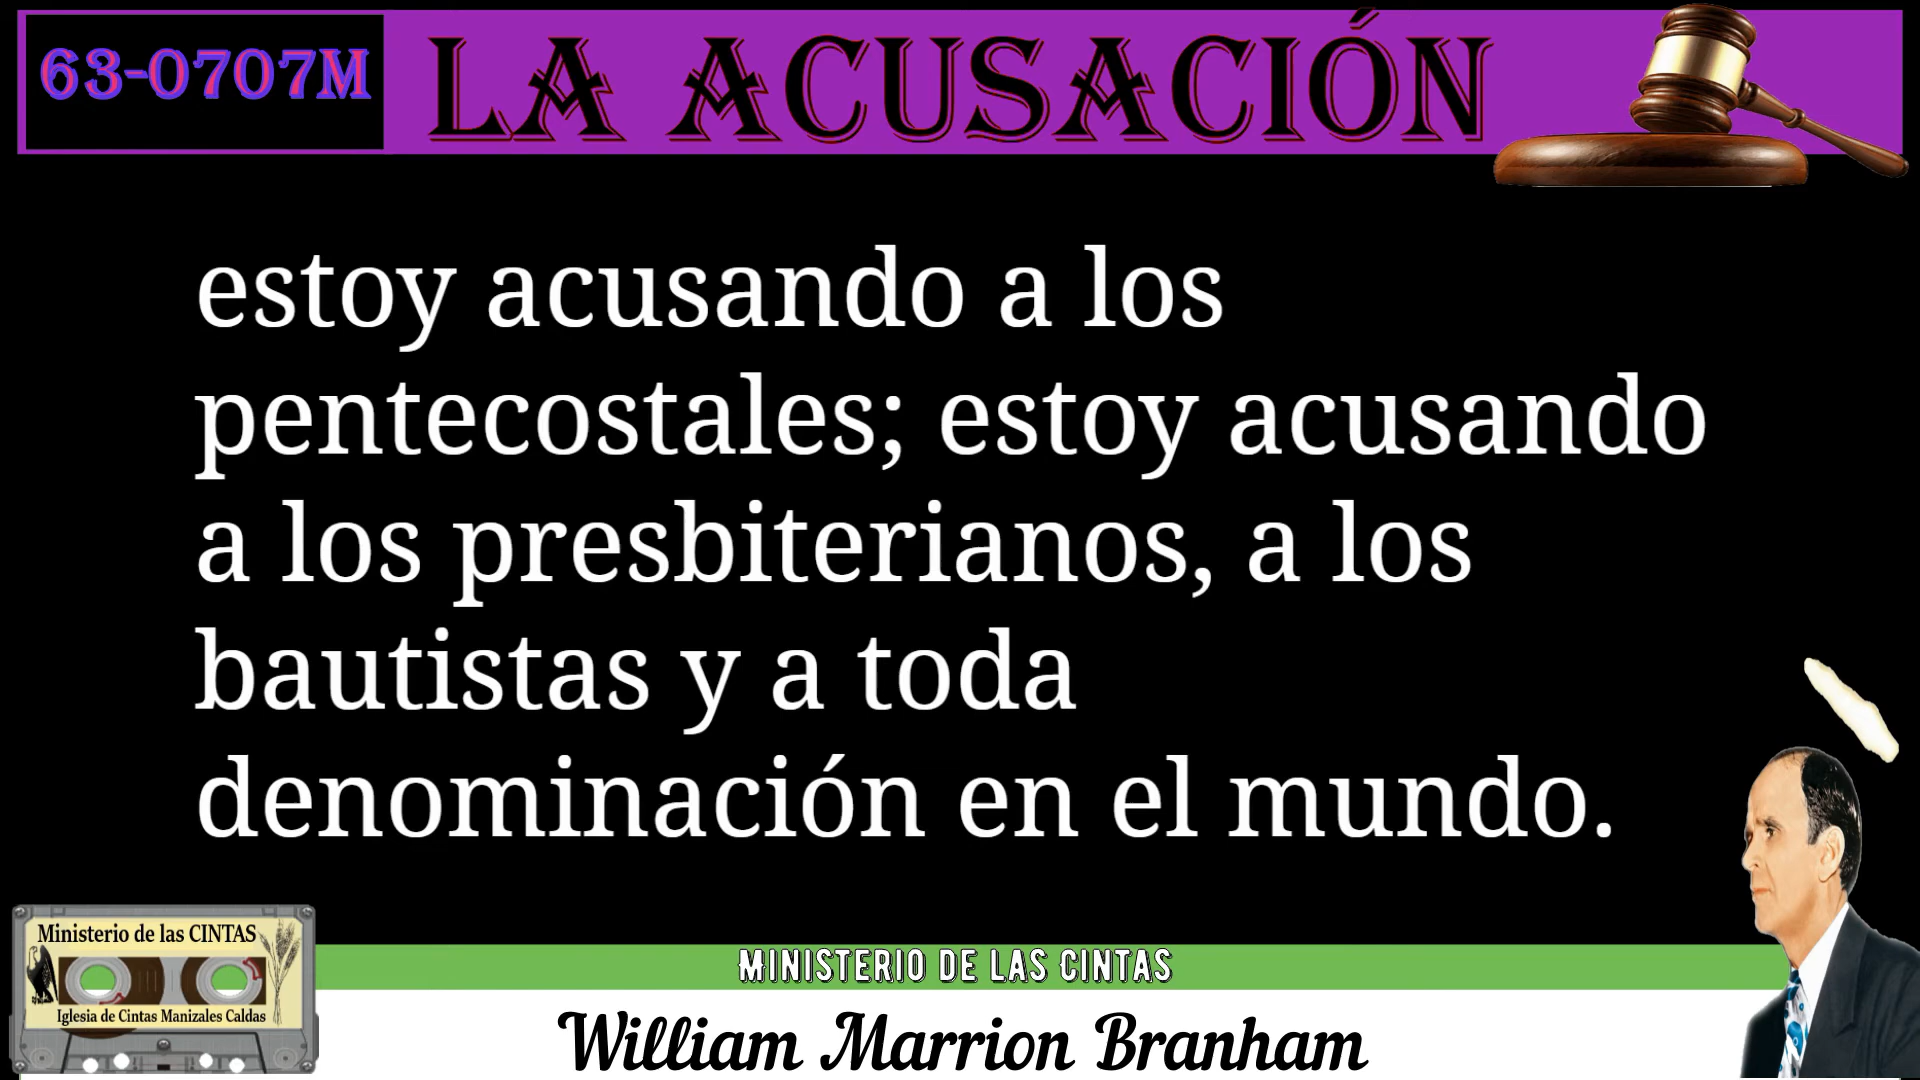 63-0707M
LA ACUSACIÓN
estoy acusando a los
pentecostales; estoy acusando
a los presbiterianos, a los
bautistas y a toda
denominación en el mundo.
Ministerio de las CINTAS
Iglesia de Cintas Manizales Caldas
MINISTERIO DE LAS CINTAS
William Marrion Branham